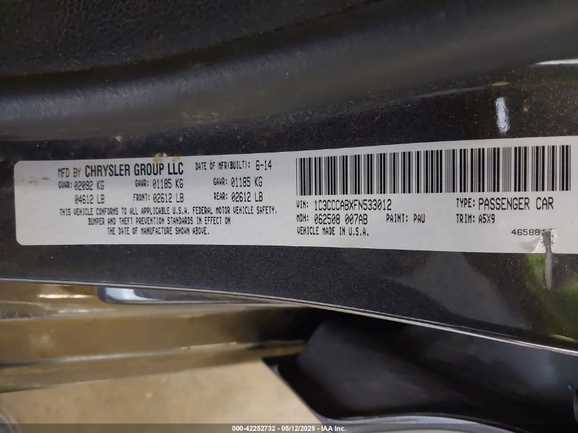 MFD BY CHRYSLER GROUP LLC DATE OF MFR(BUILT): 6-14
GVWR: 02092 KG GAWR: 01185 KG GAWR: 01185 KG
04612 LB FRONT: 02612 LB REAR: 02612 LB
THIS VEHICLE CONFORMS TO ALL APPLICABLE U.S.A. FEDERAL MOTOR VEHICLE SAFETY,
BUMPER AND THEFT PREVENTION STANDARDS IN EFFECT ON
THE DATE OF MANUFACTURE SHOWN ABOVE.
VIN: 1C3CCCABXFN533012 TYPE: PASSENGER CAR
MDH: 062508 007AB PAINT: PAU TRIM: A5X9
VEHICLE MADE IN U.S.A.
000-42252732 - 05/12/2025 - IAA Inc.